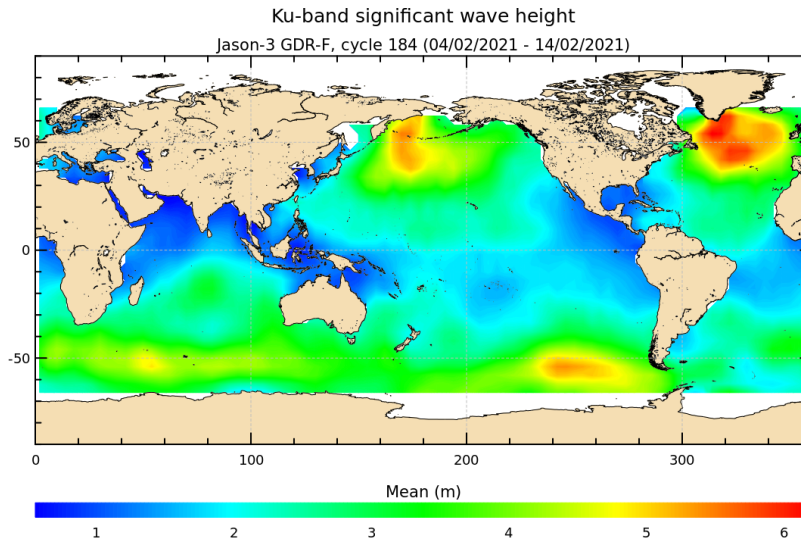 Ku-band significant wave height
Jason-3 GDR-F, cycle 184 (04/02/2021 - 14/02/2021)
50
0
-50
0 100 200 300
Mean (m)
1 2 3 4 5 6